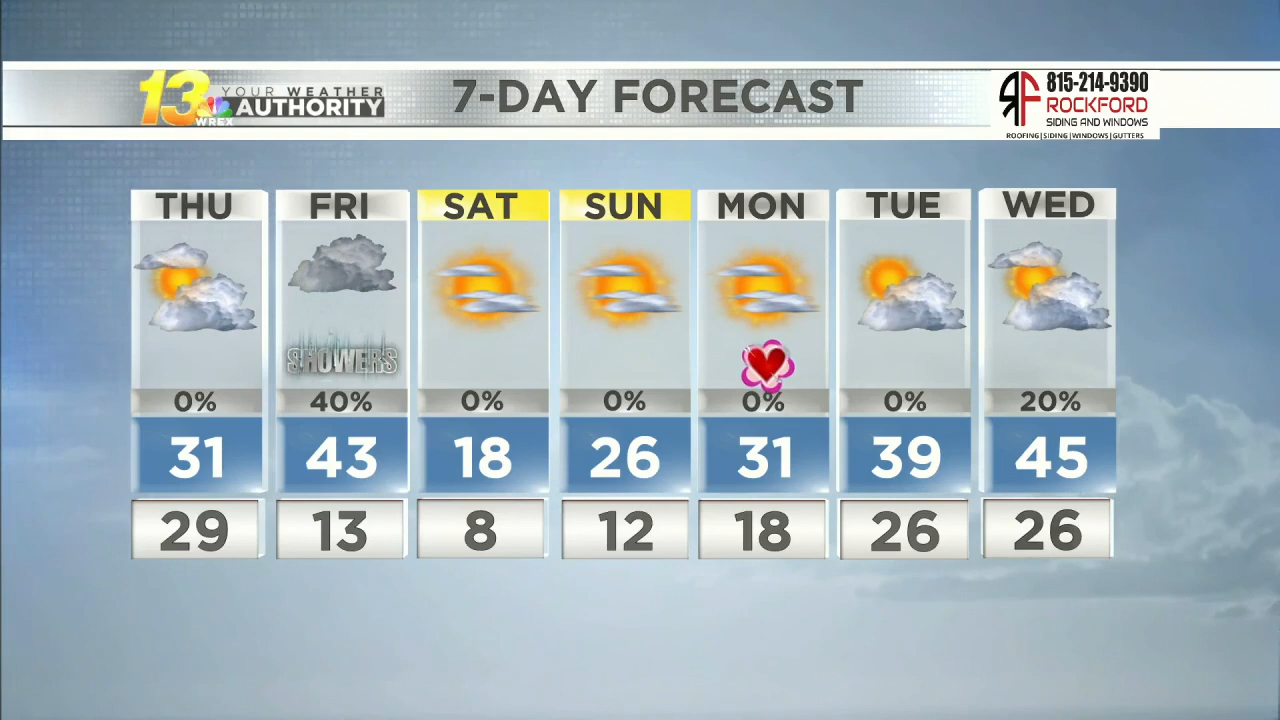 13 WREX
YOUR WEATHER
AUTHORITY
7-DAY FORECAST
815-214-9390
RF ROCKFORD
SIDING AND WINDOWS
ROOFING|SIDING|WINDOWS|GUTTERS
THU FRI SAT SUN MON TUE WED
SHOWERS
0% 40% 0% 0% 0% 0% 20%
31 43 18 26 31 39 45
29 13 8 12 18 26 26